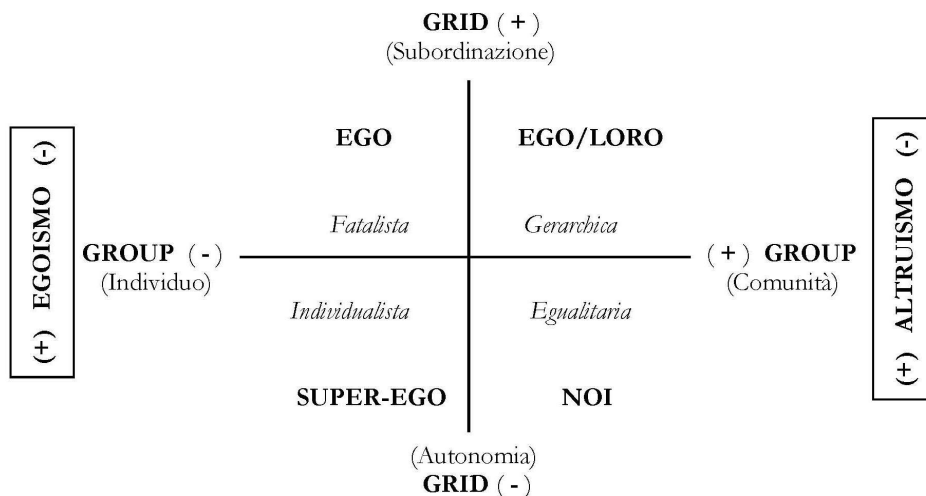 GRID ( + )
(Subordinazione)
EGO
EGO/LORO
(+) EGOISMO (-)
(+) ALTRUISMO (-)
Fatalista
Gerarchica
GROUP ( - )
(Individuo)
( + ) GROUP
(Comunità)
Individualista
Egualitaria
SUPER-EGO
NOI
(Autonomia)
GRID ( - )